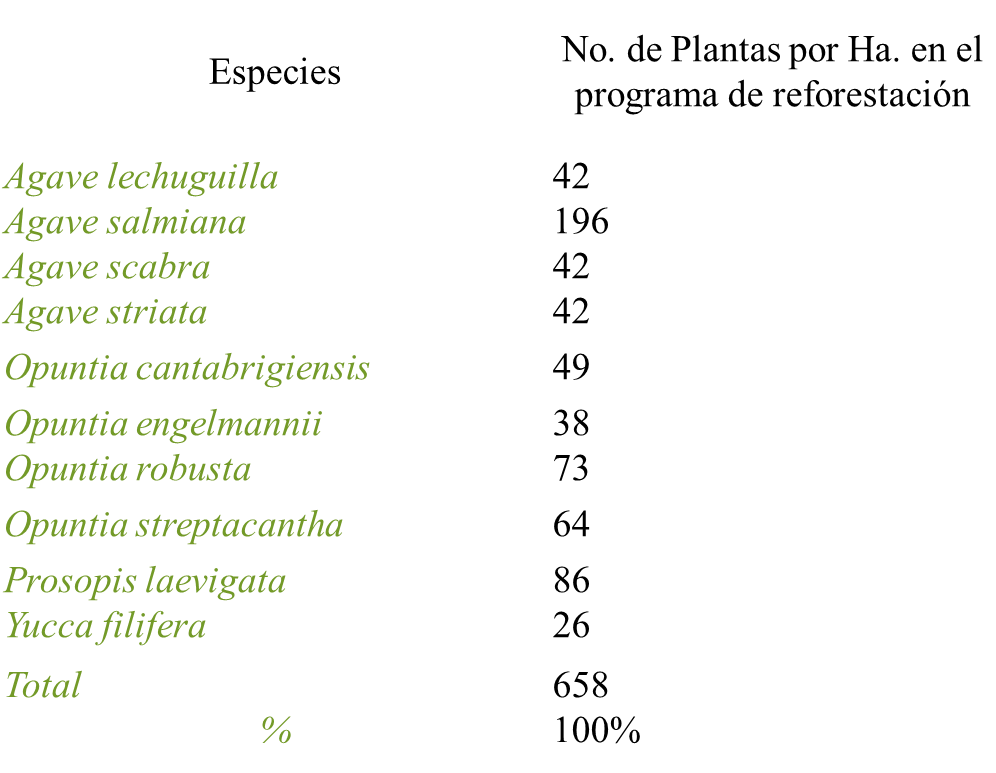 Especies
No. de Plantas por Ha. en el
programa de reforestación
Agave lechuguilla 42
Agave salmiana 196
Agave scabra 42
Agave striata 42
Opuntia cantabrigiensis 49
Opuntia engelmannii 38
Opuntia robusta 73
Opuntia streptacantha 64
Prosopis laevigata 86
Yucca filifera 26
Total 658
% 100%